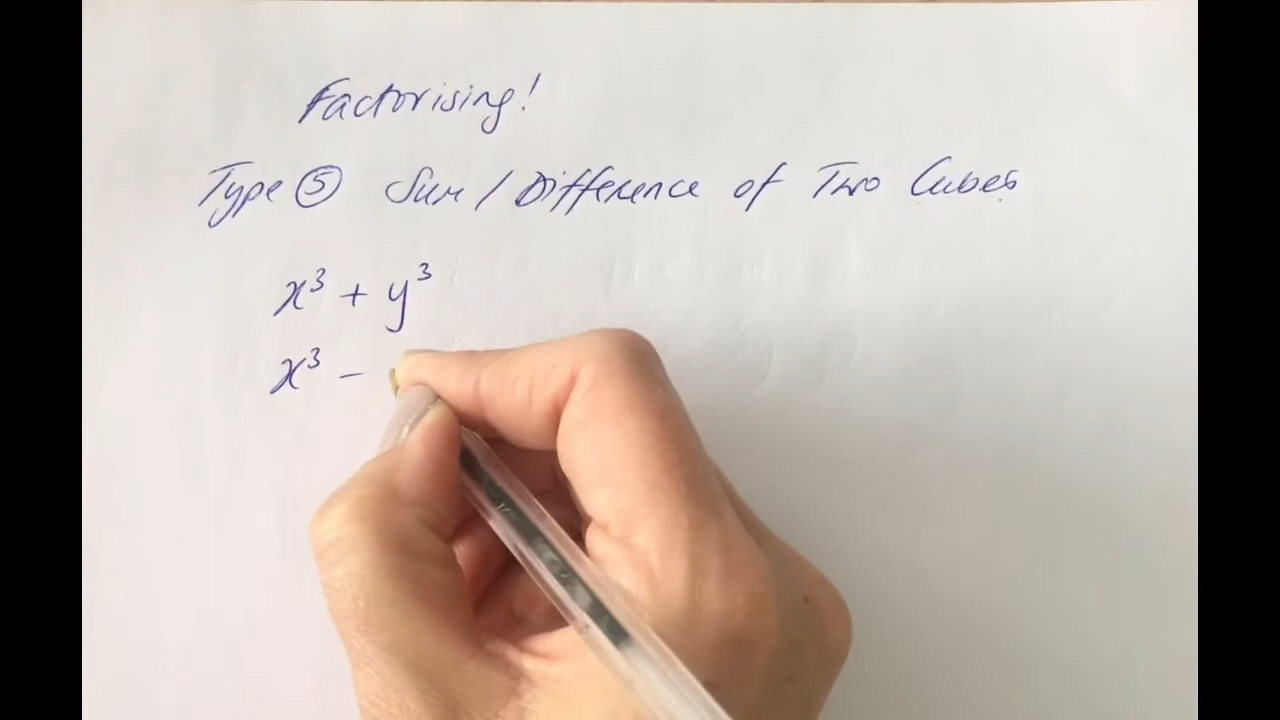 Factorising!
Type ⑤ Sum/Difference of Two Cubes
x³ + y³
x³ -